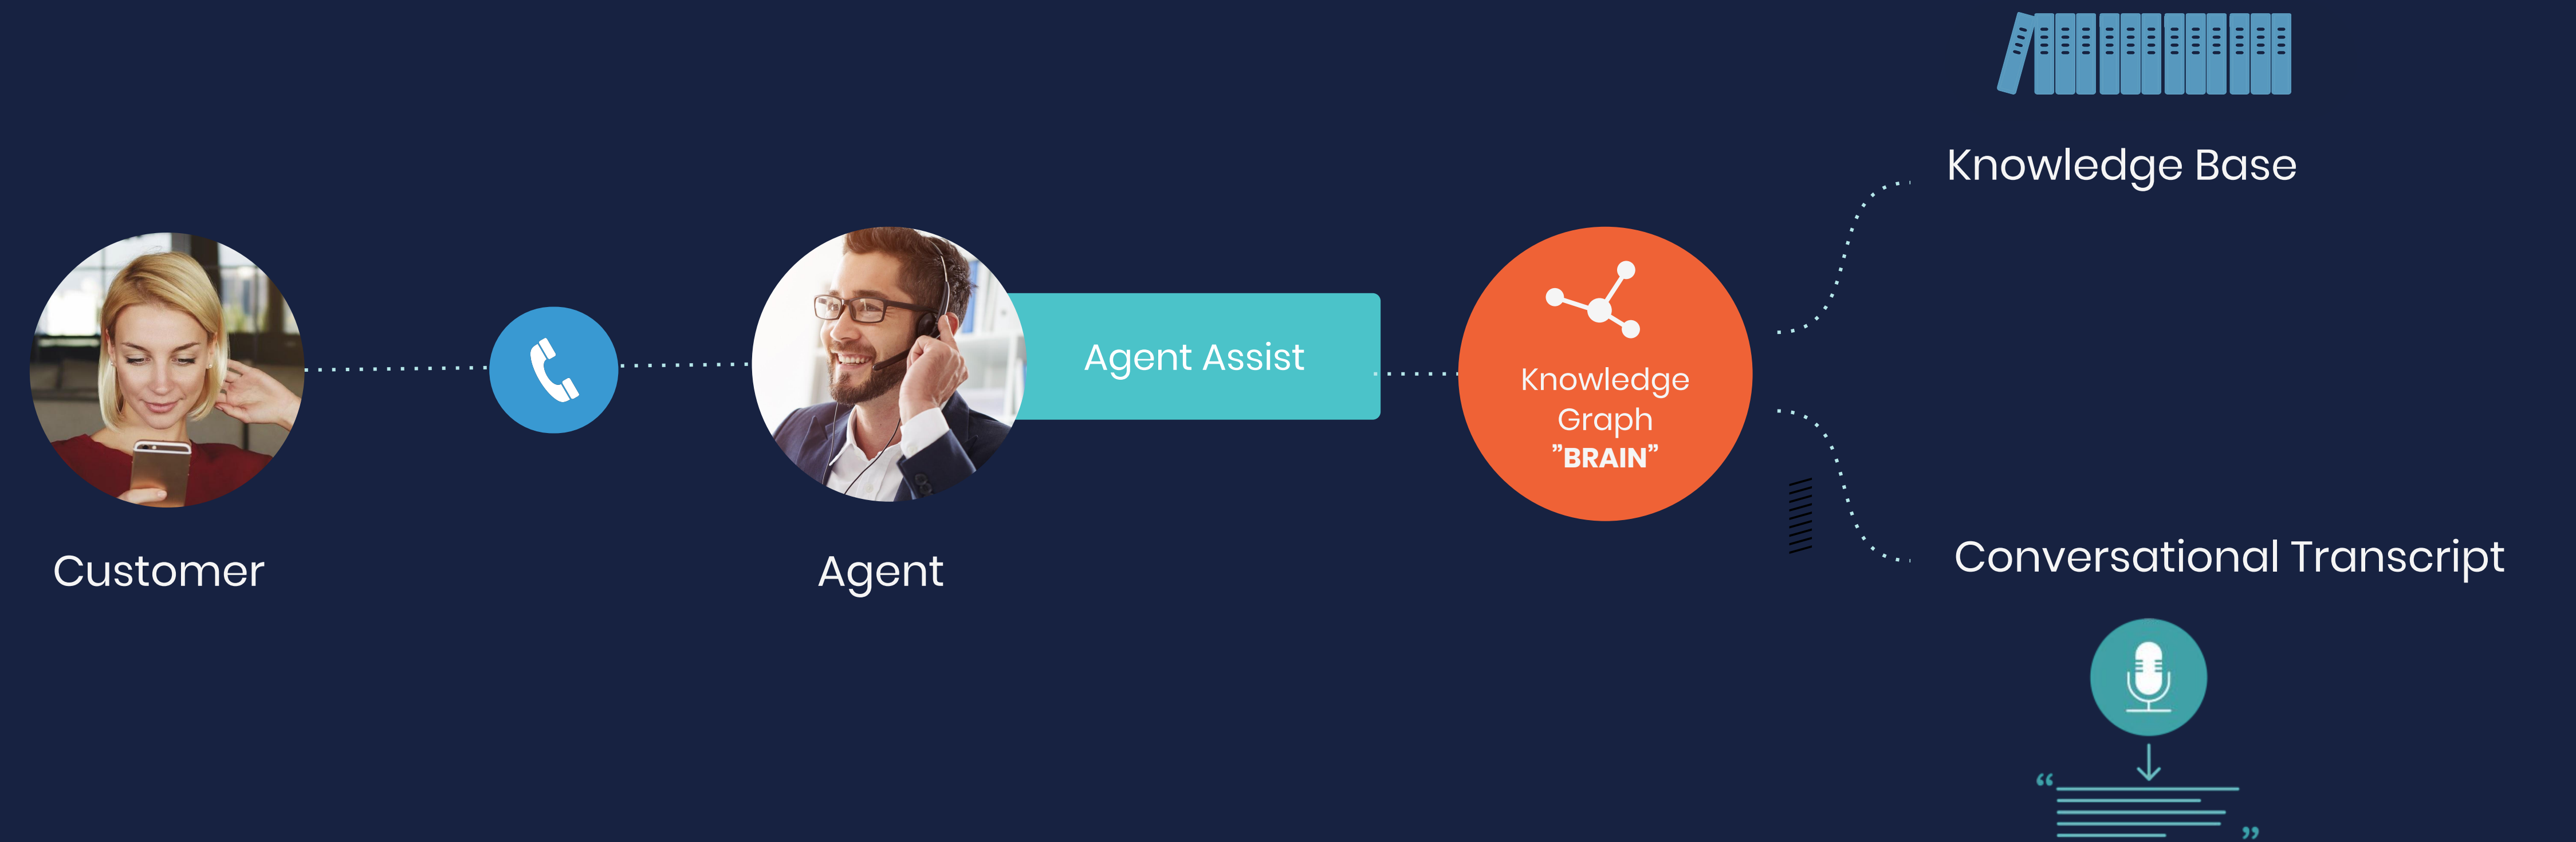 Knowledge Base
Agent Assist
Knowledge
Graph
”BRAIN”
Customer
Agent
Conversational Transcript
“
”